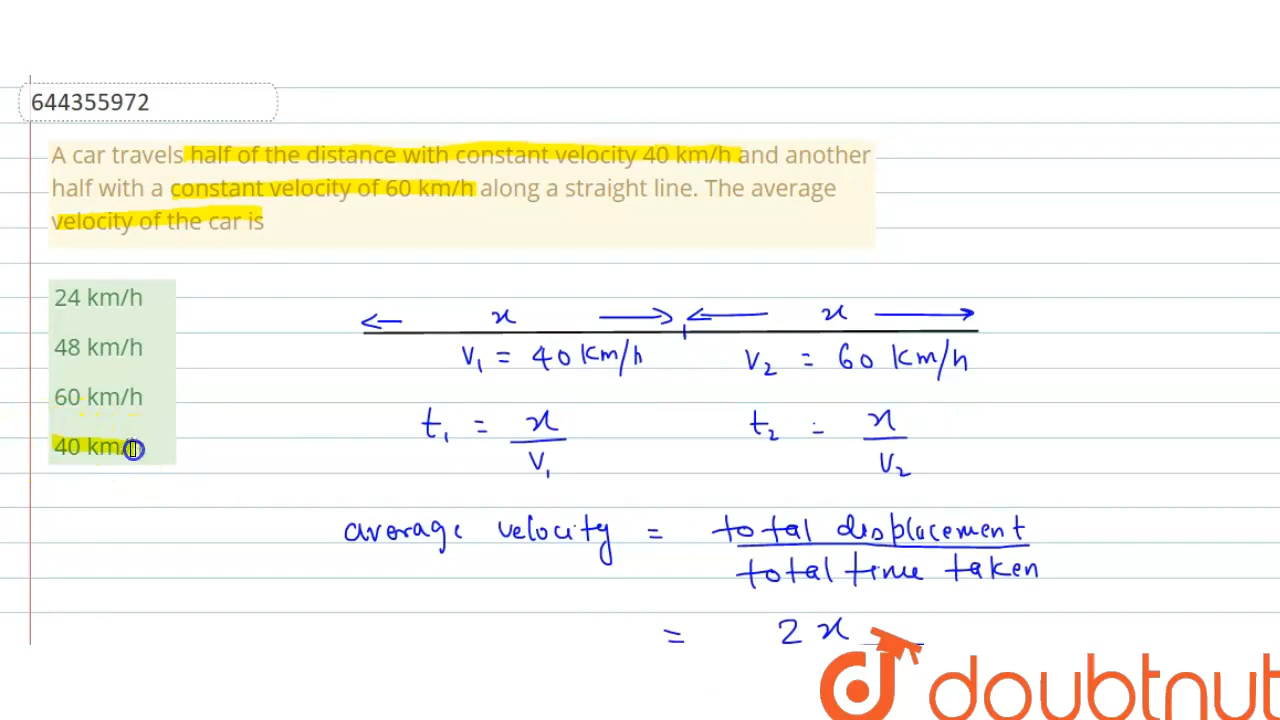 644355972
A car travels half of the distance with constant velocity 40 km/h and another
half with a constant velocity of 60 km/h along a straight line. The average
velocity of the car is
24 km/h
48 km/h
60 km/h
40 km/h
x x
v₁ = 40 km/h v₂ = 60 km/h
t₁ = x/v₁ t₂ = x/v₂
average velocity = total displacement / total time taken
= 2x
doubtnut